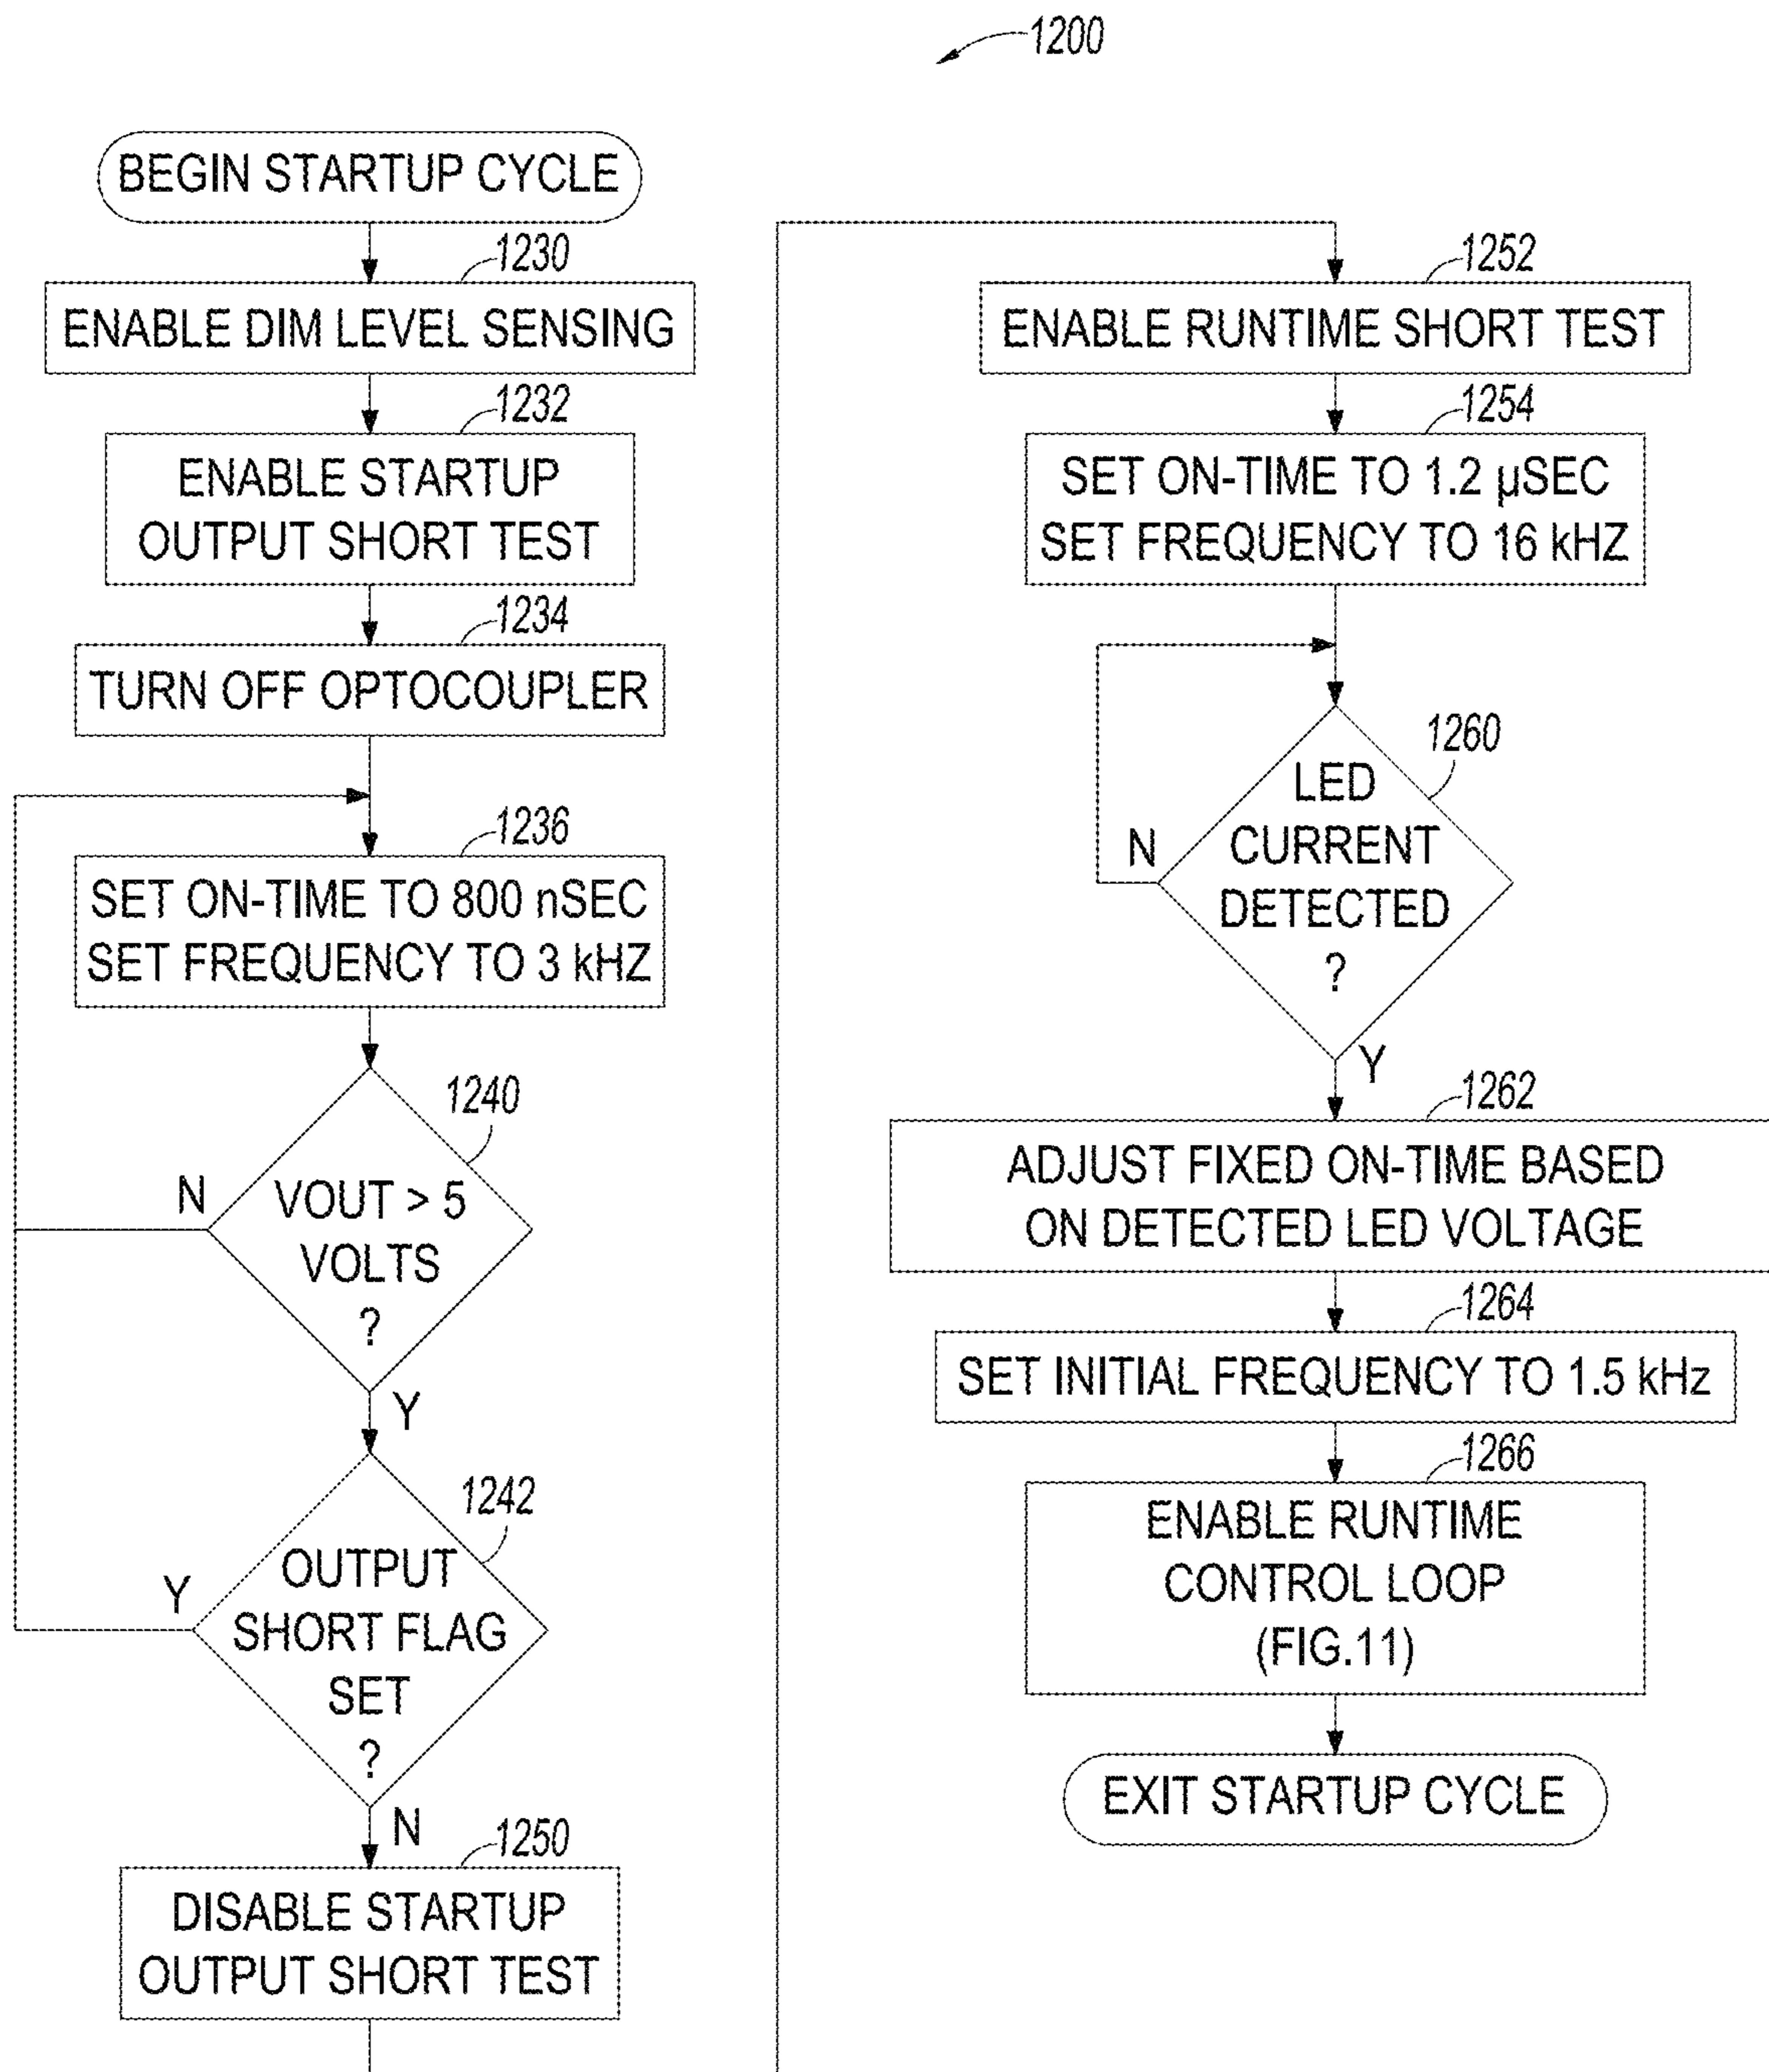 1200
BEGIN STARTUP CYCLE
1230
ENABLE DIM LEVEL SENSING
1232
ENABLE STARTUP
OUTPUT SHORT TEST
1234
TURN OFF OPTOCOUPLER
1236
SET ON-TIME TO 800 nSEC
SET FREQUENCY TO 3 kHZ
1240
N
VOUT > 5
VOLTS
?
Y
1242
Y
OUTPUT
SHORT FLAG
SET
?
N
1250
DISABLE STARTUP
OUTPUT SHORT TEST
1252
ENABLE RUNTIME SHORT TEST
1254
SET ON-TIME TO 1.2 µSEC
SET FREQUENCY TO 16 kHZ
1260
N
LED
CURRENT
DETECTED
?
Y
1262
ADJUST FIXED ON-TIME BASED
ON DETECTED LED VOLTAGE
1264
SET INITIAL FREQUENCY TO 1.5 kHz
1266
ENABLE RUNTIME
CONTROL LOOP
(FIG.11)
EXIT STARTUP CYCLE